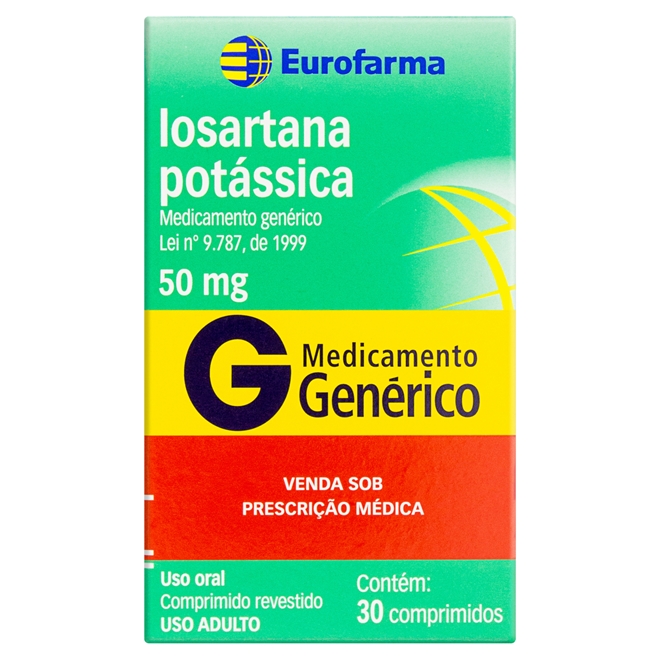 Eurofarma
losartana
potássica
Medicamento genérico
Lei nº 9.787, de 1999
50 mg
G Medicamento
Genérico
VENDA SOB
PRESCRIÇÃO MÉDICA
Uso oral
Comprimido revestido
USO ADULTO
Contém:
30 comprimidos